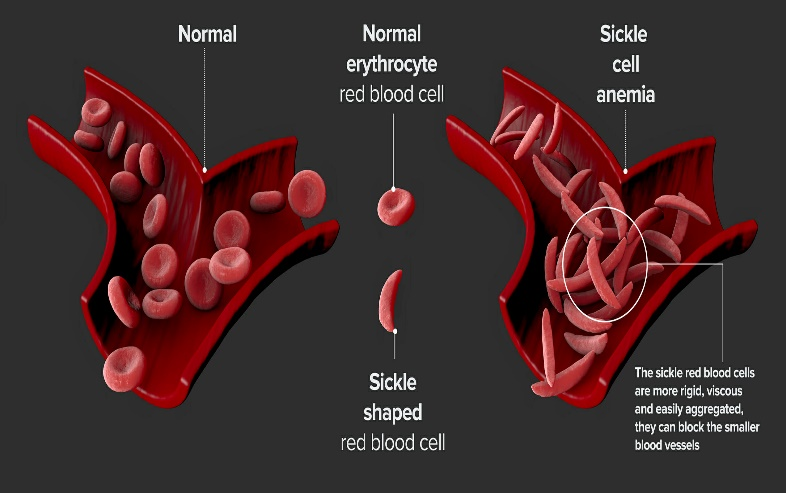 Normal
Normal
erythrocyte
red blood cell
Sickle
cell
anemia
Sickle
shaped
red blood cell
The sickle red blood cells
are more rigid, viscous
and easily aggregated,
they can block the smaller
blood vessels